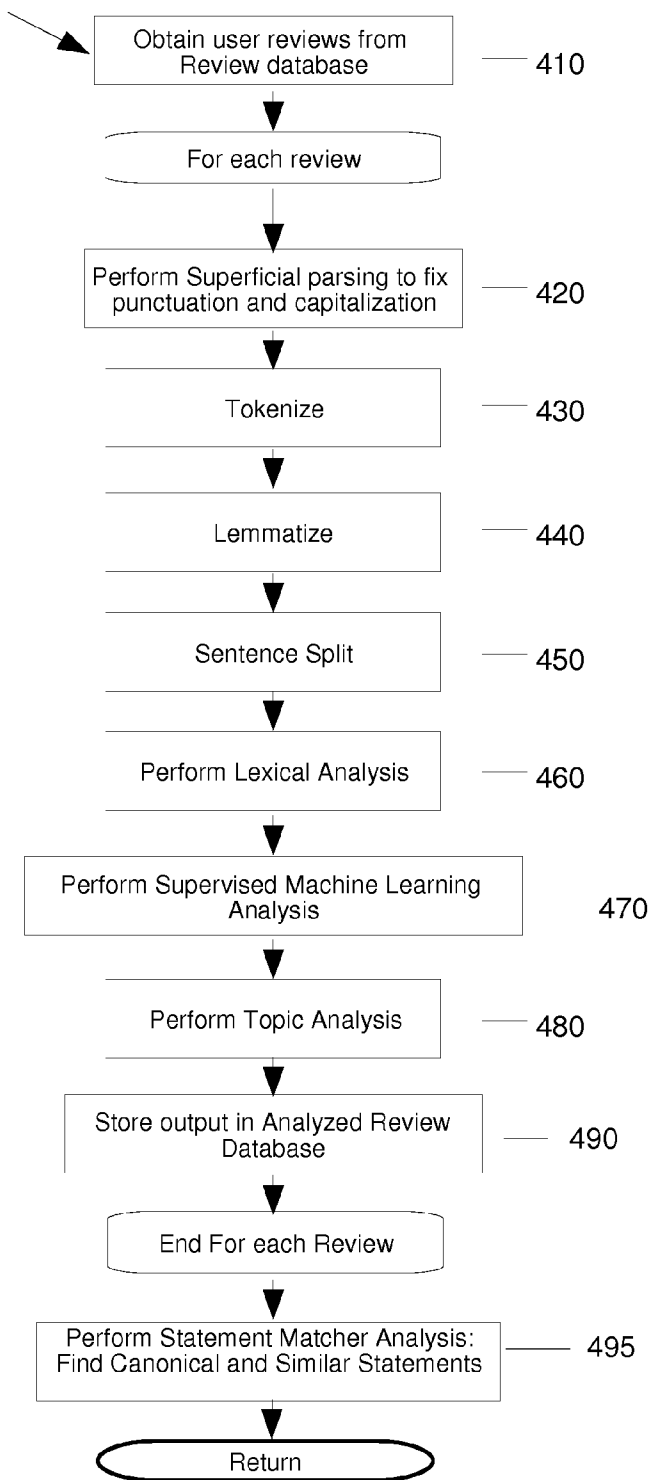 Obtain user reviews from
Review database
410
For each review
Perform Superficial parsing to fix
punctuation and capitalization
420
Tokenize
430
Lemmatize
440
Sentence Split
450
Perform Lexical Analysis
460
Perform Supervised Machine Learning
Analysis
470
Perform Topic Analysis
480
Store output in Analyzed Review
Database
490
End For each Review
Perform Statement Matcher Analysis:
Find Canonical and Similar Statements
495
Return